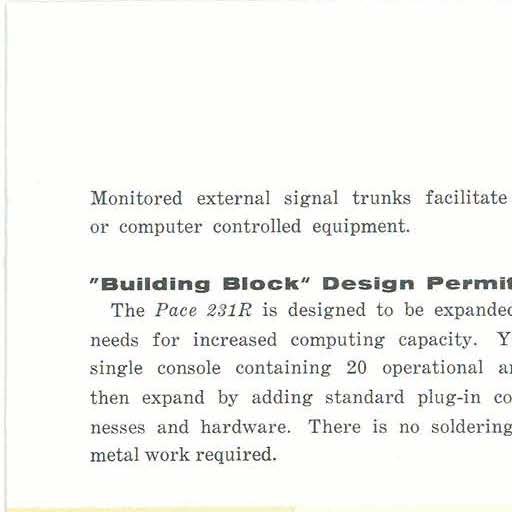 Monitored external signal trunks facilitate
or computer controlled equipment.
"Building Block" Design Permit
The Pace 231R is designed to be expanded
needs for increased computing capacity. Y
single console containing 20 operational a
then expand by adding standard plug-in co
nesses and hardware. There is no soldering
metal work required.